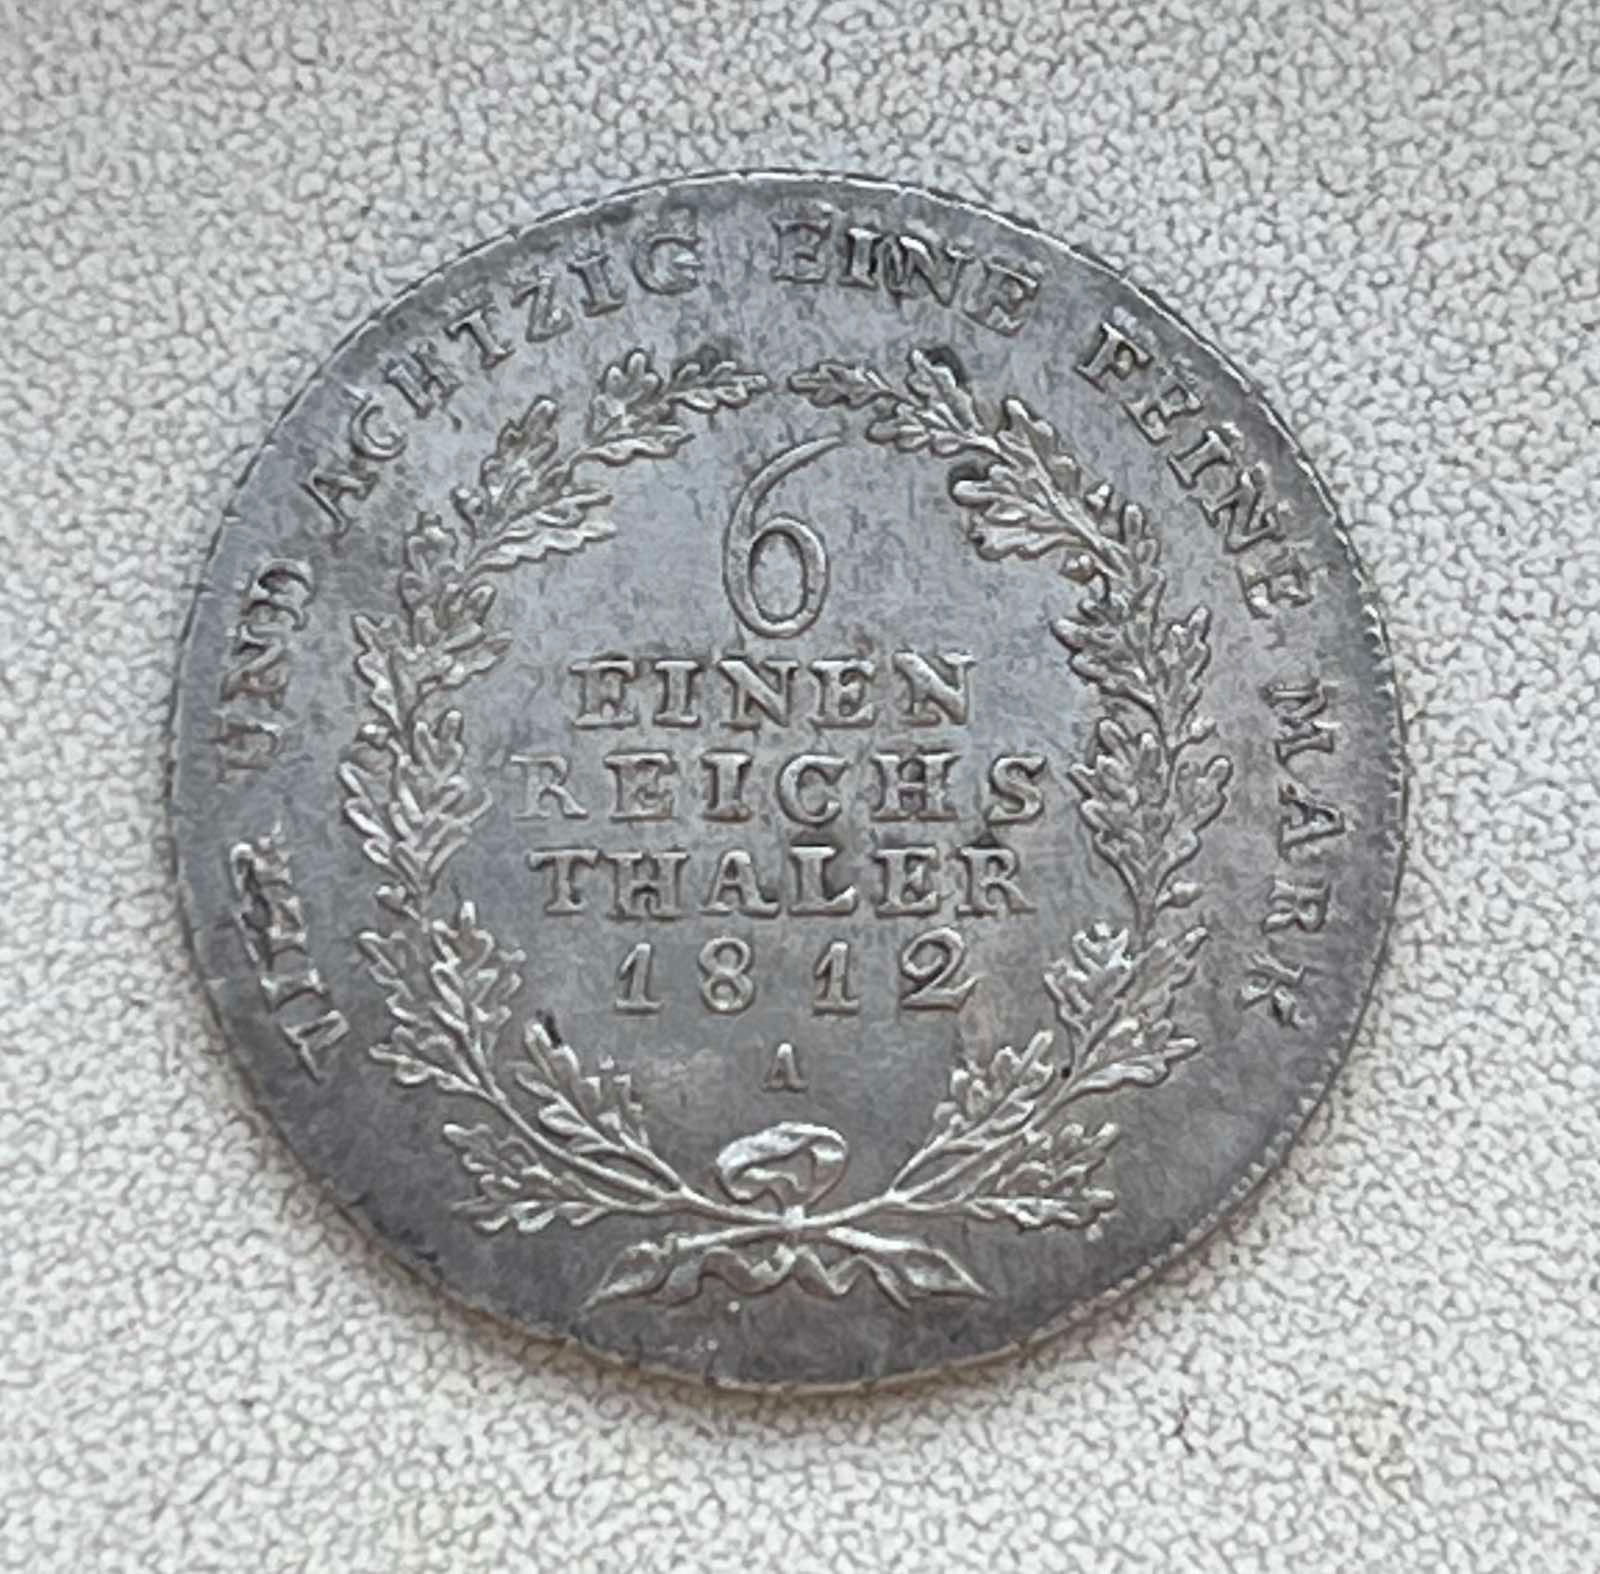 VIER UND ACHTZIG EINE FEINE MARK
6
EINEN
REICHS
THALER
1812
A